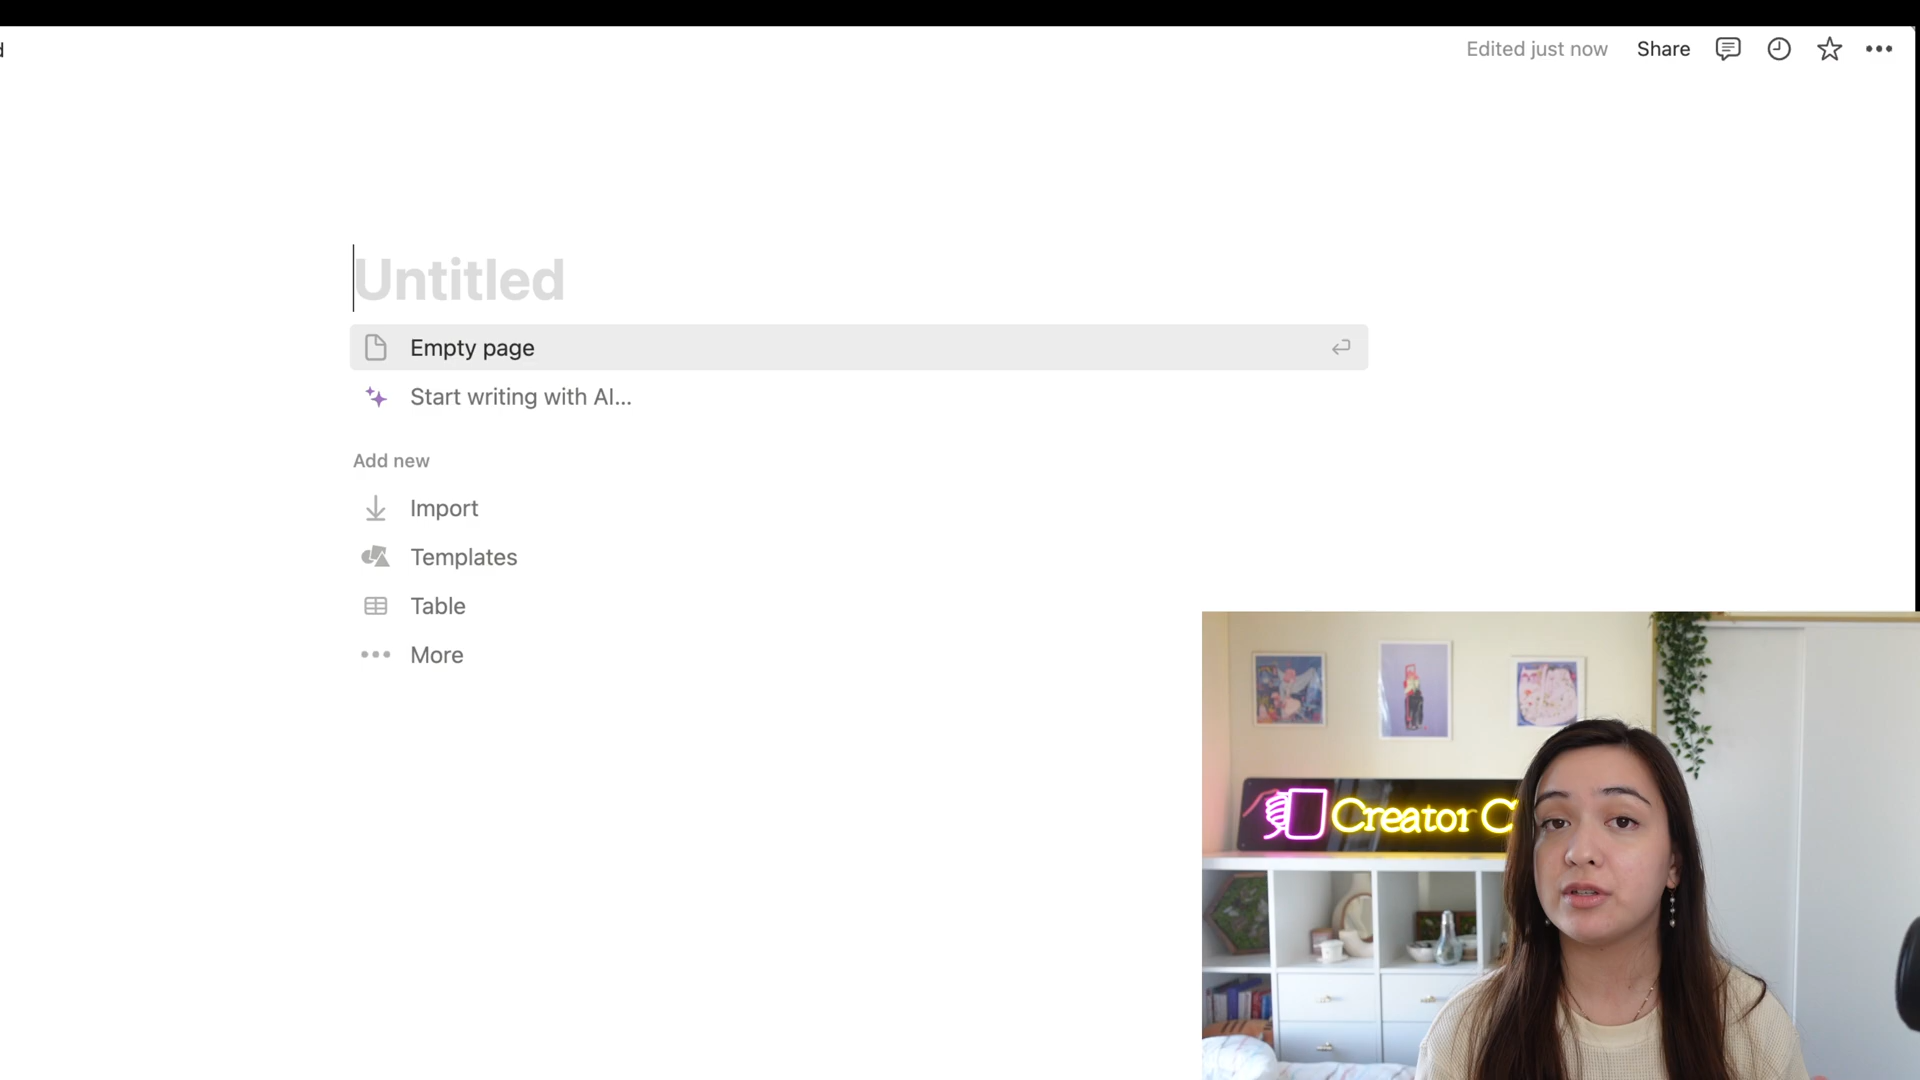 Edited just now Share
Untitled
Empty page
Start writing with AI...
Add new
Import
Templates
Table
More
Creator C